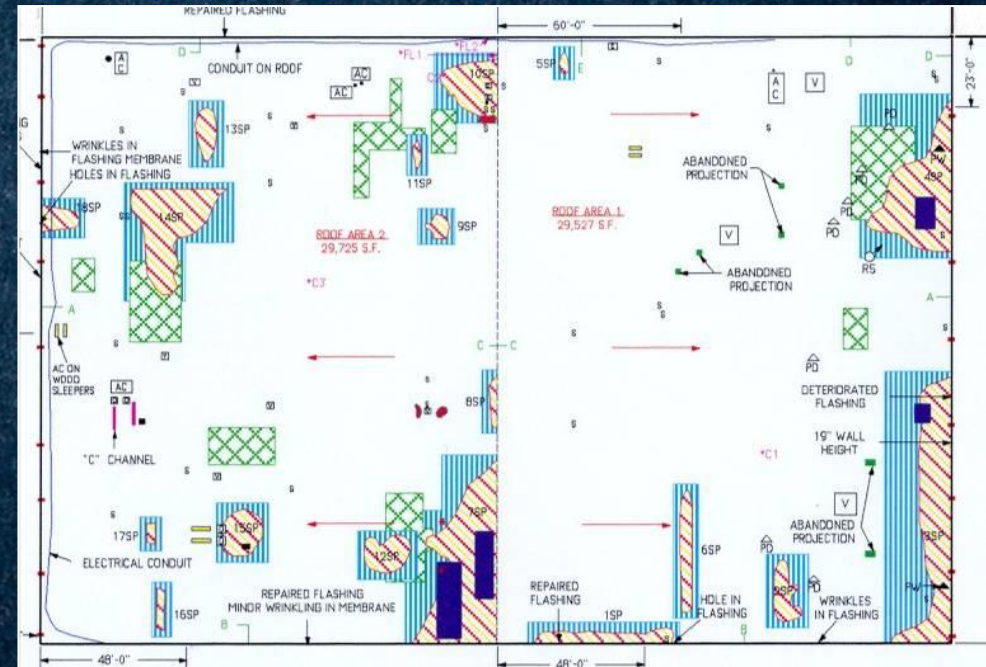 REPAIRED FLASHING
60'-0"
23'-0"
*FL1
*FL2
5SP
E
D
D
D
A
C
CONDUIT ON ROOF
AC
AC
C
10SP
A
C
V
PD
13SP
WRINKLES IN
FLASHING MEMBRANE
HOLES IN FLASHING
11SP
ABANDONED
PROJECTION
PW
4SP
PD
PD
PD
18SP
14SP
9SP
ROOF AREA 2
29,725 S.F.
ROOF AREA 1
29,527 S.F.
V
ABANDONED
PROJECTION
RS
*C3
A
A
C
C
AC ON
WOOD
SLEEPERS
AC
8SP
PD
DETERIORATED
FLASHING
19" WALL
HEIGHT
"C" CHANNEL
*C1
V
ABANDONED
PROJECTION
17SP
15SP
7SP
12SP
6SP
PD
3SP
ELECTRICAL CONDUIT
16SP
REPAIRED FLASHING
MINOR WRINKLING IN MEMBRANE
REPAIRED
FLASHING
1SP
HOLE IN
FLASHING
PD
WRINKLES
IN FLASHING
PW
B
B
48'-0"
48'-0"